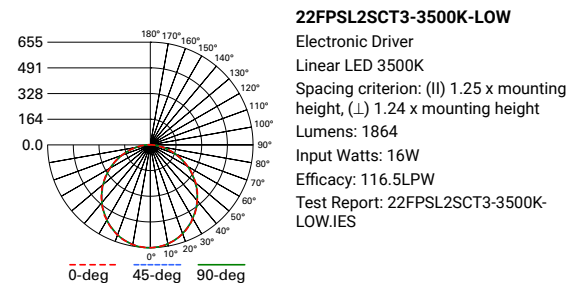 22FPSL2SCT3-3500K-LOW
Electronic Driver
Linear LED 3500K
Spacing criterion: (II) 1.25 x mounting
height, (⊥) 1.24 x mounting height
Lumens: 1864
Input Watts: 16W
Efficacy: 116.5LPW
Test Report: 22FPSL2SCT3-3500K-
LOW.IES
655
491
328
164
0.0
180°
170°
160°
150°
140°
130°
120°
110°
100°
90°
80°
70°
60°
50°
40°
30°
20°
10°
0°
0-deg
45-deg
90-deg